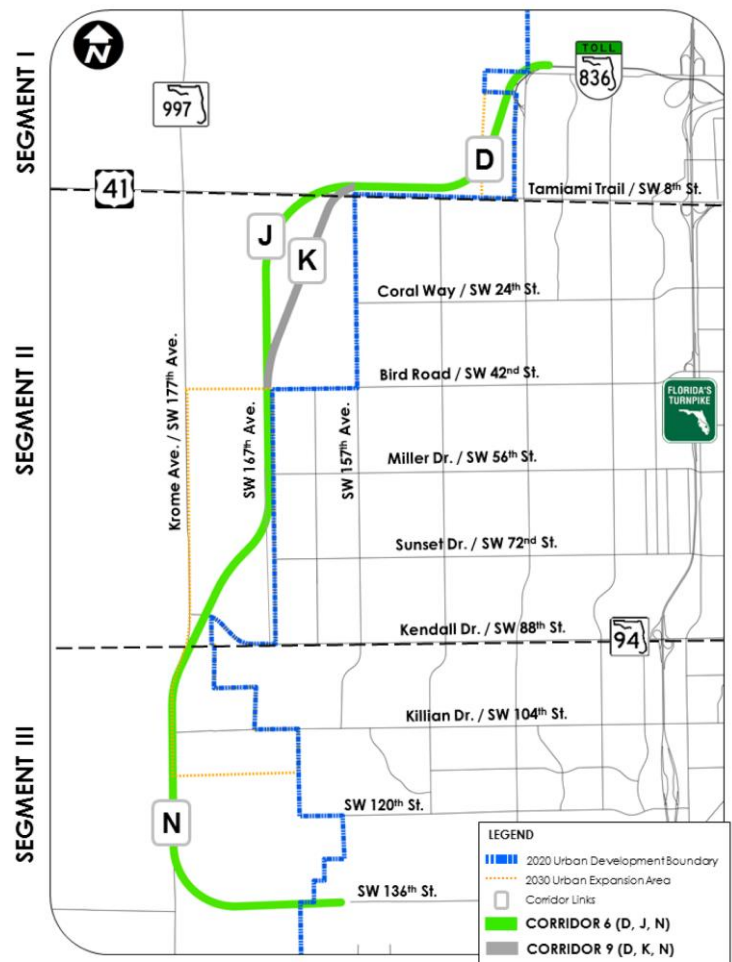 SEGMENT I
SEGMENT II
SEGMENT III
N
997
TOLL
836
D
41
Tamiami Trail / SW 8th St.
J
K
Coral Way / SW 24th St.
Bird Road / SW 42nd St.
FLORIDA'S
TURNPIKE
Krome Ave. / SW 177th Ave.
SW 167th Ave.
SW 157th Ave.
Miller Dr. / SW 56th St.
Sunset Dr. / SW 72nd St.
Kendall Dr. / SW 88th St.
94
Killian Dr. / SW 104th St.
N
SW 120th St.
SW 136th St.
LEGEND
2020 Urban Development Boundary
2030 Urban Expansion Area
Corridor Links
CORRIDOR 6 (D, J, N)
CORRIDOR 9 (D, K, N)